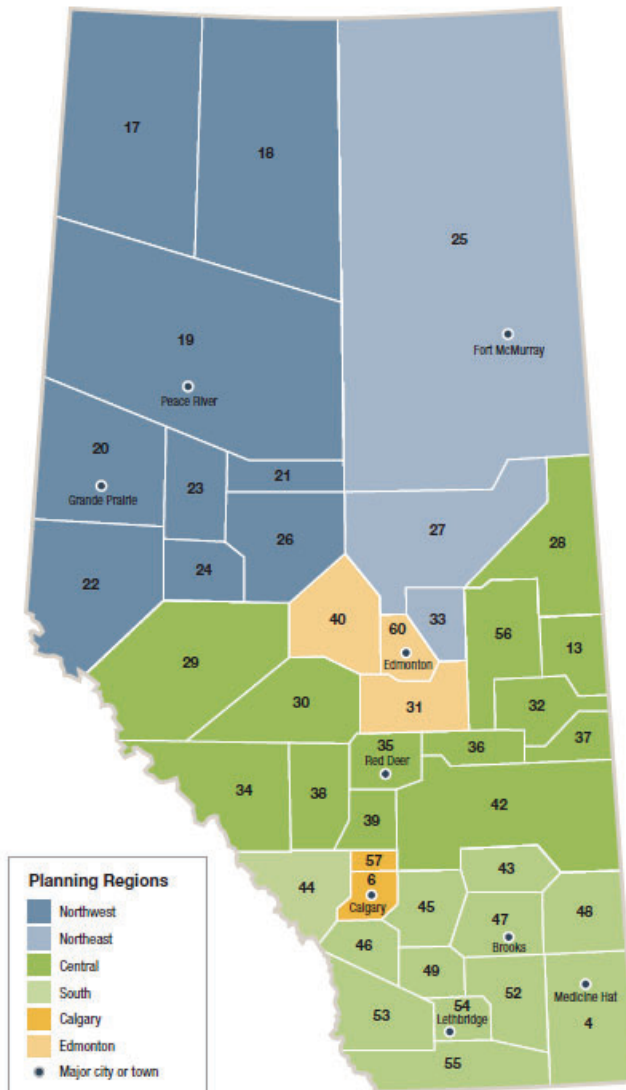 17
18
25
Fort McMurray
19
Peace River
20
Grande Prairie
23
21
26
27
28
22
24
40
60
Edmonton
33
56
13
29
30
31
32
37
35
Red Deer
36
34
38
39
42
57
6
Calgary
43
44
45
47
Brooks
48
46
49
52
Medicine Hat
4
53
54
Lethbridge
55
Planning Regions
Northwest
Northeast
Central
South
Calgary
Edmonton
Major city or town